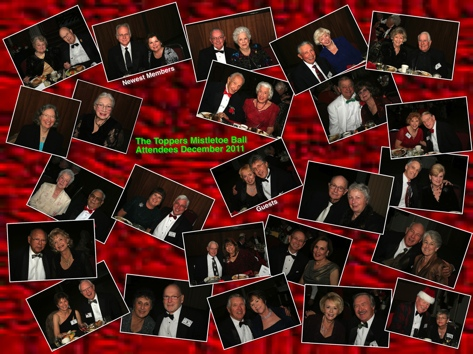 Newest Members
The Toppers Mistletoe Ball
Attendees December 2011
Guests